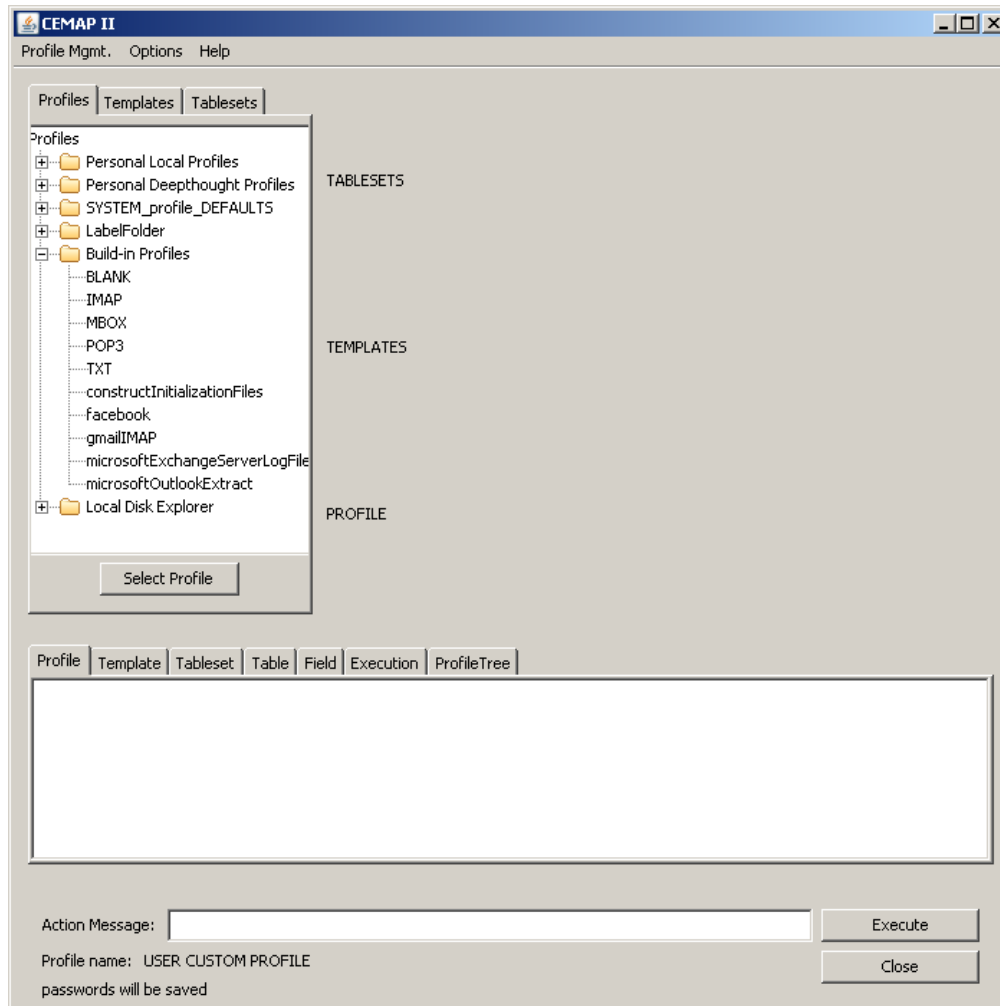 CEMAP II
Profile Mgmt. Options Help
Profiles Templates Tablesets
Profiles
Personal Local Profiles
Personal Deepthought Profiles
SYSTEM_profile_DEFAULTS
LabelFolder
Build-in Profiles
BLANK
IMAP
MBOX
POP3
TXT
constructInitializationFiles
facebook
gmailIMAP
microsoftExchangeServerLogFile
microsoftOutlookExtract
Local Disk Explorer
Select Profile
TABLESETS
TEMPLATES
PROFILE
Profile Template Tableset Table Field Execution ProfileTree
Action Message:
Execute
Profile name: USER CUSTOM PROFILE
Close
passwords will be saved